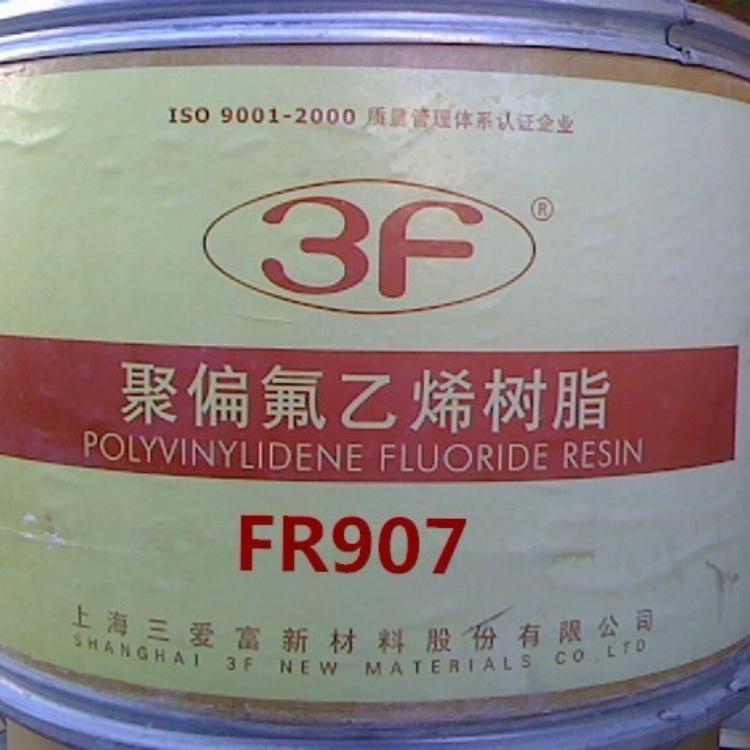 ISO 9001-2000 质量管理体系认证企业
3F ®
聚偏氟乙烯树脂
POLYVINYLIDENE FLUORIDE RESIN
FR907
上海三爱富新材料股份有限公司
SHANGHAI 3F NEW MATERIALS CO.,LTD